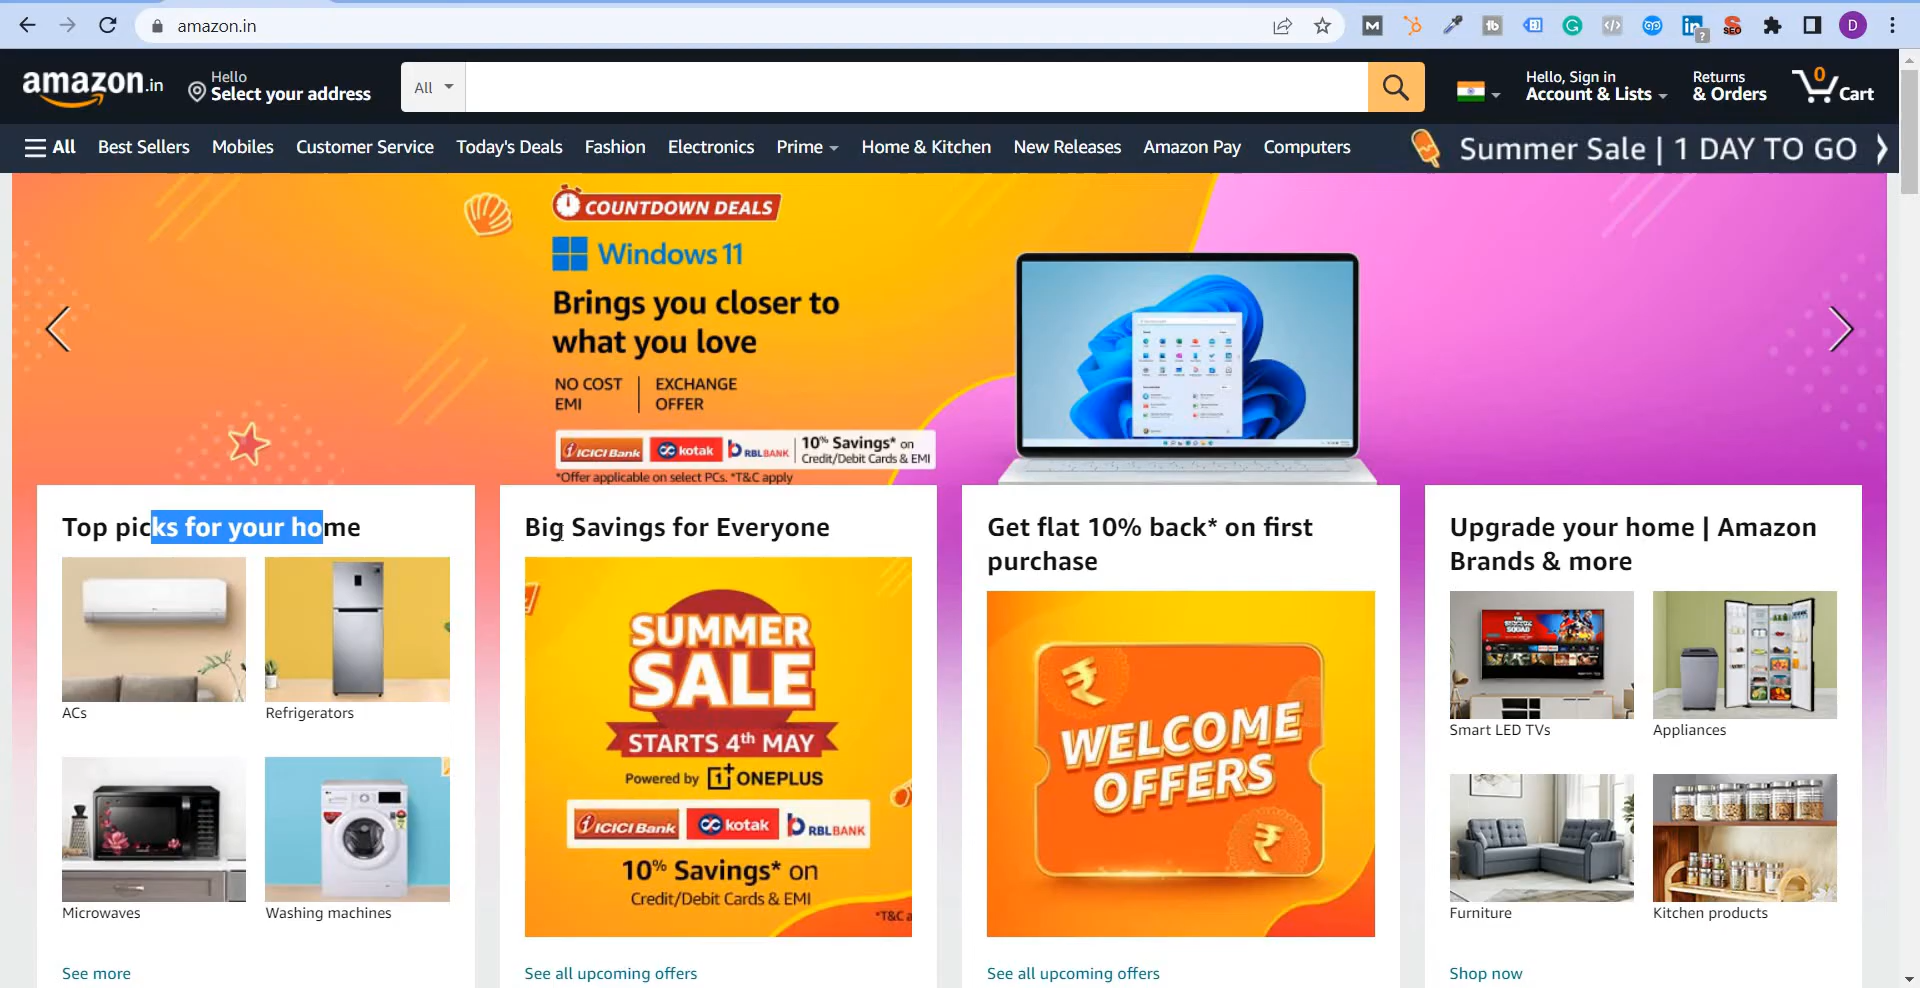 amazon.in
amazon.in
Hello
Select your address
All
Hello, Sign in
Account & Lists
Returns
& Orders
0
Cart
All
Best Sellers
Mobiles
Customer Service
Today's Deals
Fashion
Electronics
Prime
Home & Kitchen
New Releases
Amazon Pay
Computers
Summer Sale | 1 DAY TO GO
COUNTDOWN DEALS
Windows 11
Brings you closer to
what you love
NO COST
EMI
EXCHANGE
OFFER
ICICI Bank
kotak
RBLBANK
10% Savings* on
Credit/Debit Cards & EMI
*Offer applicable on select PCs. *T&C apply
Top picks for your home
ACs
Refrigerators
Microwaves
Washing machines
See more
Big Savings for Everyone
SUMMER
SALE
STARTS 4th MAY
Powered by 1+ ONEPLUS
ICICI Bank
kotak
RBLBANK
10% Savings* on
Credit/Debit Cards & EMI
*T&C a
See all upcoming offers
Get flat 10% back* on first
purchase
₹
WELCOME
OFFERS
₹
See all upcoming offers
Upgrade your home | Amazon
Brands & more
Smart LED TVs
Appliances
Furniture
Kitchen products
Shop now